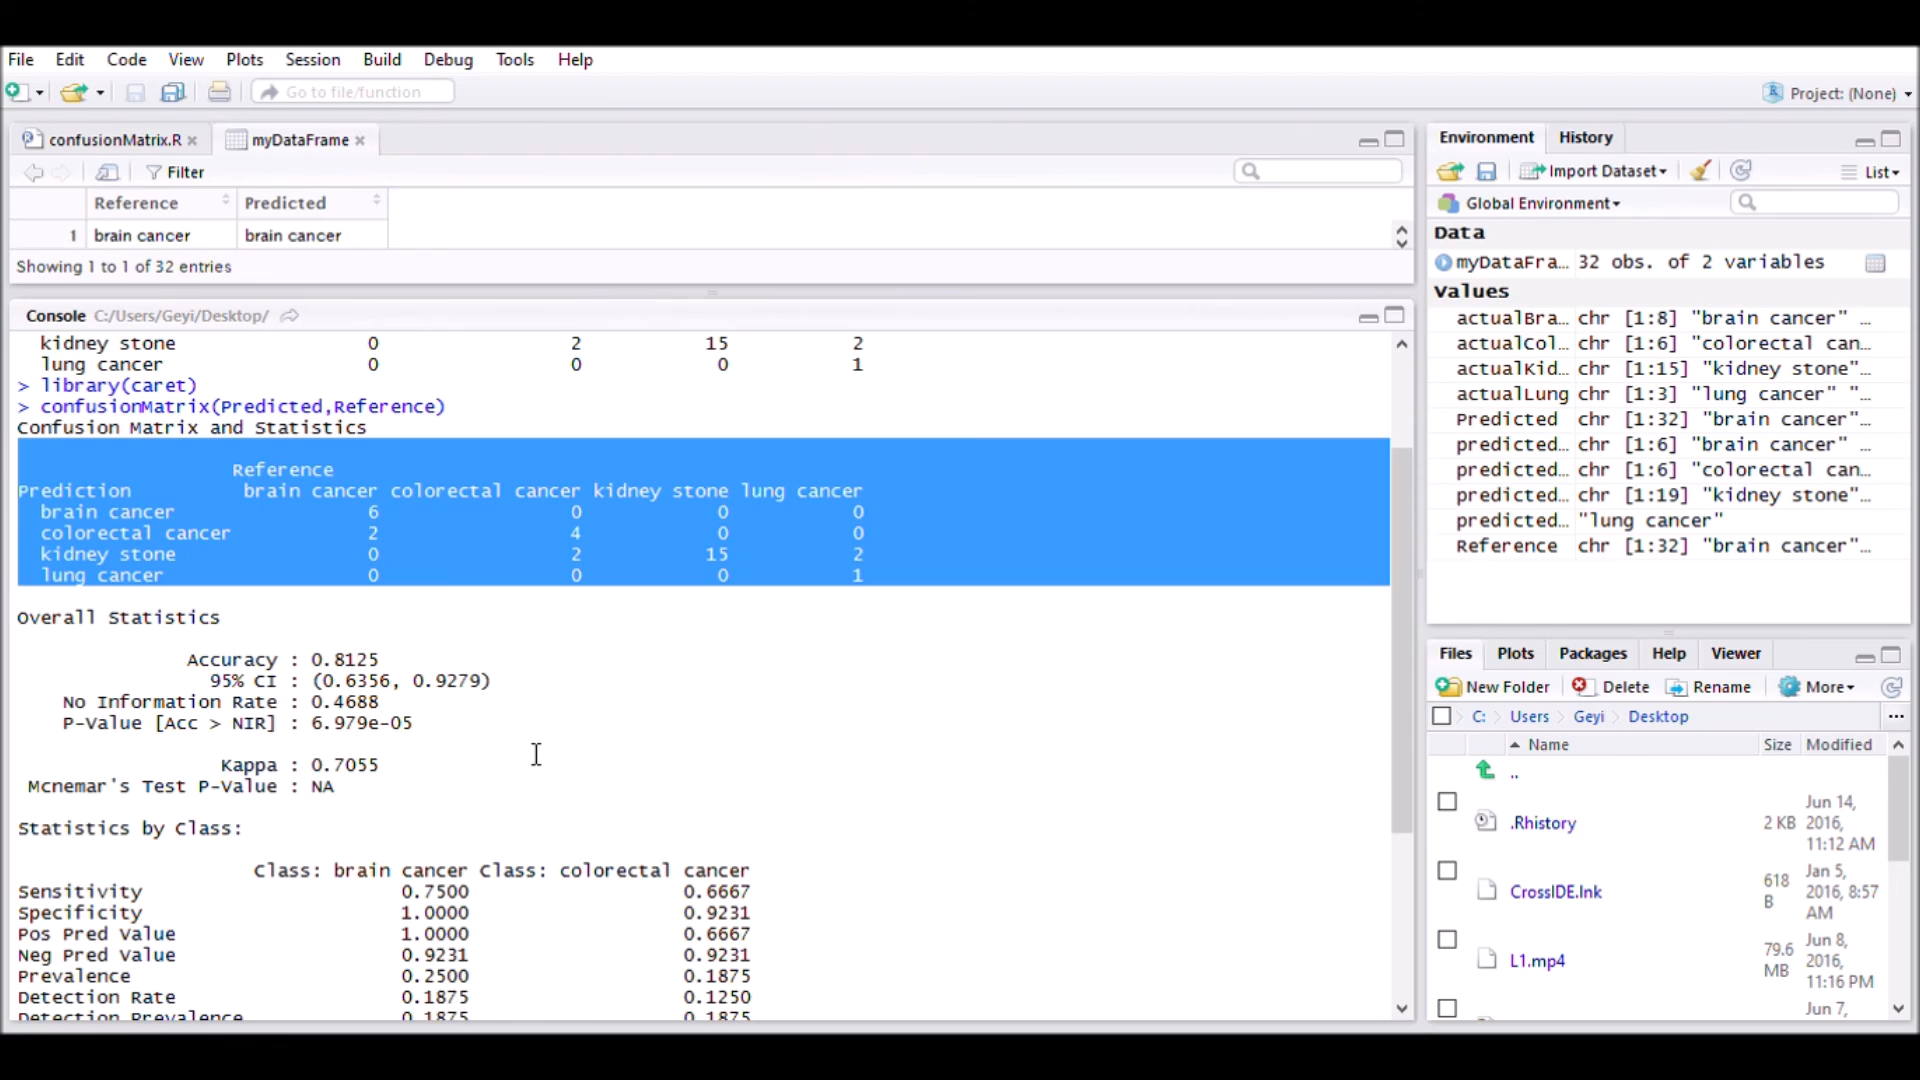 File Edit Code View Plots Session Build Debug Tools Help
Go to file/function
Project: (None)
confusionMatrix.R
myDataFrame
Filter
Reference Predicted
1 brain cancer brain cancer
Showing 1 to 1 of 32 entries
Console C:/Users/Geyi/Desktop/
kidney stone 0 2 15 2
lung cancer 0 0 0 1
> library(caret)
> confusionMatrix(Predicted,Reference)
Confusion Matrix and Statistics
Reference
Prediction brain cancer colorectal cancer kidney stone lung cancer
brain cancer 6 0 0 0
colorectal cancer 2 4 0 0
kidney stone 0 2 15 2
lung cancer 0 0 0 1
Overall Statistics
Accuracy : 0.8125
95% CI : (0.6356, 0.9279)
No Information Rate : 0.4688
P-Value [Acc > NIR] : 6.979e-05
Kappa : 0.7055
Mcnemar's Test P-Value : NA
Statistics by Class:
Class: brain cancer Class: colorectal cancer
Sensitivity 0.7500 0.6667
Specificity 1.0000 0.9231
Pos Pred Value 1.0000 0.6667
Neg Pred Value 0.9231 0.9231
Prevalence 0.2500 0.1875
Detection Rate 0.1875 0.1250
Detection Prevalence 0.1875 0.1875
Environment History
Import Dataset List
Global Environment
Data
myDataFra… 32 obs. of 2 variables
Values
actualBra… chr [1:8] "brain cancer" …
actualCol… chr [1:6] "colorectal can…
actualKid… chr [1:15] "kidney stone"…
actualLung chr [1:3] "lung cancer" "…
Predicted chr [1:32] "brain cancer"…
predicted… chr [1:6] "brain cancer" …
predicted… chr [1:6] "colorectal can…
predicted… chr [1:19] "kidney stone"…
predicted… "lung cancer"
Reference chr [1:32] "brain cancer"…
Files Plots Packages Help Viewer
New Folder Delete Rename More
C: Users Geyi Desktop ...
Name Size Modified
..
.Rhistory 2 KB Jun 14, 2016, 11:12 AM
CrossIDE.lnk 618 B Jan 5, 2016, 8:57 AM
L1.mp4 79.6 MB Jun 8, 2016, 11:16 PM
Jun 7,